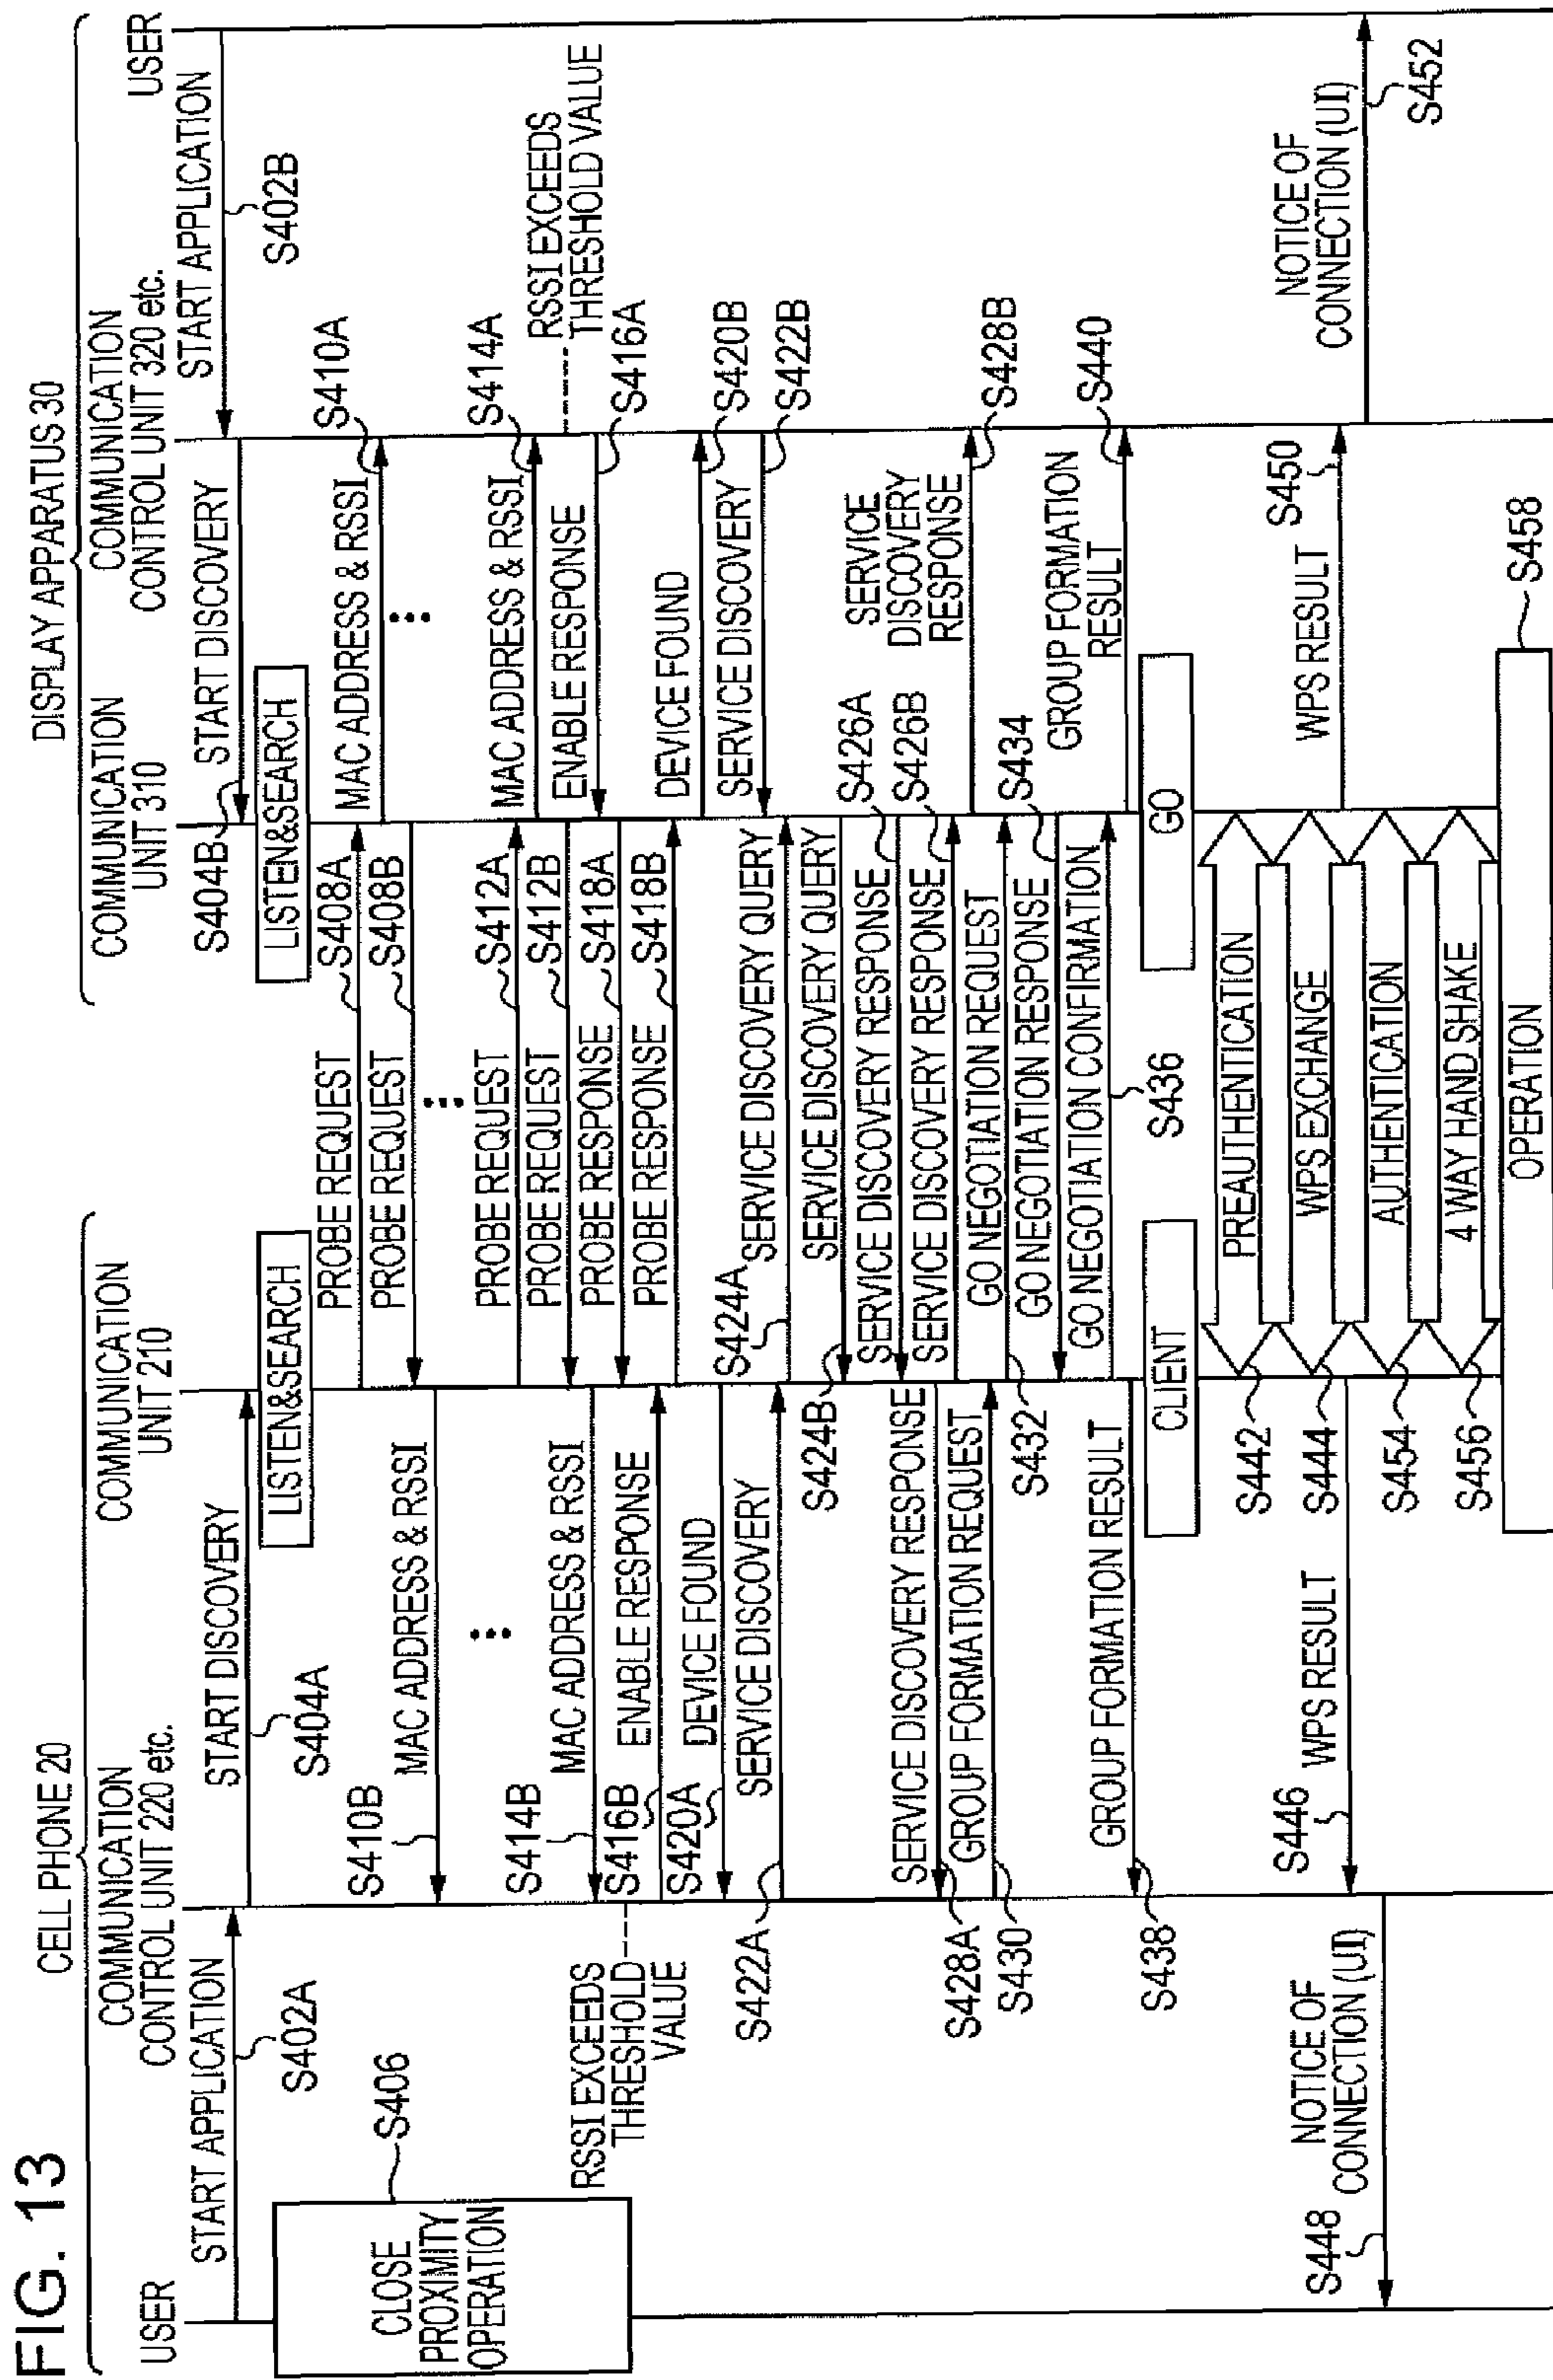 FIG. 13
CELL PHONE 20
DISPLAY APPARATUS 30
USER
COMMUNICATION
CONTROL UNIT 220 etc.
COMMUNICATION
UNIT 210
COMMUNICATION
UNIT 310
COMMUNICATION
CONTROL UNIT 320 etc.
USER
START APPLICATION
S402A
START APPLICATION
S402B
START DISCOVERY
S404A
S404B
START DISCOVERY
LISTEN&SEARCH
LISTEN&SEARCH
CLOSE
PROXIMITY
OPERATION
S406
PROBE REQUEST
S408A
PROBE REQUEST
S408B
MAC ADDRESS & RSSI
S410A
S410B
MAC ADDRESS & RSSI
PROBE REQUEST
S412A
PROBE REQUEST
S412B
MAC ADDRESS & RSSI
S414A
S414B
MAC ADDRESS & RSSI
RSSI EXCEEDS
THRESHOLD VALUE
RSSI EXCEEDS
THRESHOLD
VALUE
ENABLE RESPONSE
S416A
S416B
ENABLE RESPONSE
PROBE RESPONSE
S418A
PROBE RESPONSE
S418B
S420A
DEVICE FOUND
DEVICE FOUND
S420B
S422A
SERVICE DISCOVERY
SERVICE DISCOVERY
S422B
S424A
SERVICE DISCOVERY QUERY
S424B
SERVICE DISCOVERY QUERY
SERVICE DISCOVERY RESPONSE
S426A
SERVICE DISCOVERY RESPONSE
S426B
SERVICE DISCOVERY RESPONSE
S428A
SERVICE
DISCOVERY
RESPONSE
S428B
GROUP FORMATION REQUEST
S430
GO NEGOTIATION REQUEST
S432
GO NEGOTIATION RESPONSE
S434
GO NEGOTIATION CONFIRMATION
S436
GROUP FORMATION RESULT
S438
GROUP FORMATION
RESULT
S440
CLIENT
GO
PREAUTHENTICATION
S442
WPS EXCHANGE
S444
S446
WPS RESULT
S448
NOTICE OF
CONNECTION (UI)
WPS RESULT
S450
NOTICE OF
CONNECTION (UI)
S452
AUTHENTICATION
S454
4 WAY HAND SHAKE
S456
OPERATION
S458